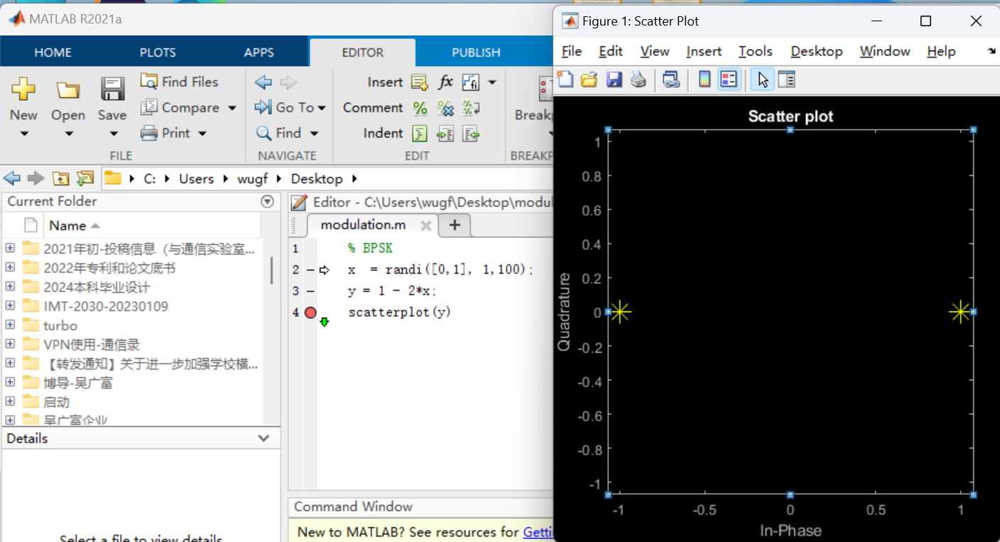 MATLAB R2021a
HOME PLOTS APPS EDITOR PUBLISH
New Open Save
Find Files
Compare
Print
FILE
Go To
Find
NAVIGATE
Insert fx fi
Comment
Indent
EDIT
BREAKP
C: Users wugf Desktop
Current Folder
Name
2021年初-投稿信息（与通信实验室...
2022年专利和论文底书
2024本科毕业设计
IMT-2030-20230109
turbo
VPN使用-通信录
【转发通知】关于进一步加强学校横...
博导-吴广富
启动
吴广富企业
Details
Select a file to view details
Editor - C:\Users\wugf\Desktop\modul
modulation.m
1 % BPSK
2 x = randi([0,1], 1,100);
3 y = 1 - 2*x;
4 scatterplot(y)
Command Window
New to MATLAB? See resources for Getti
Figure 1: Scatter Plot
File Edit View Insert Tools Desktop Window Help
Scatter plot
1
0.8
0.6
0.4
0.2
0
-0.2
-0.4
-0.6
-0.8
-1
Quadrature
-1 -0.5 0 0.5 1
In-Phase